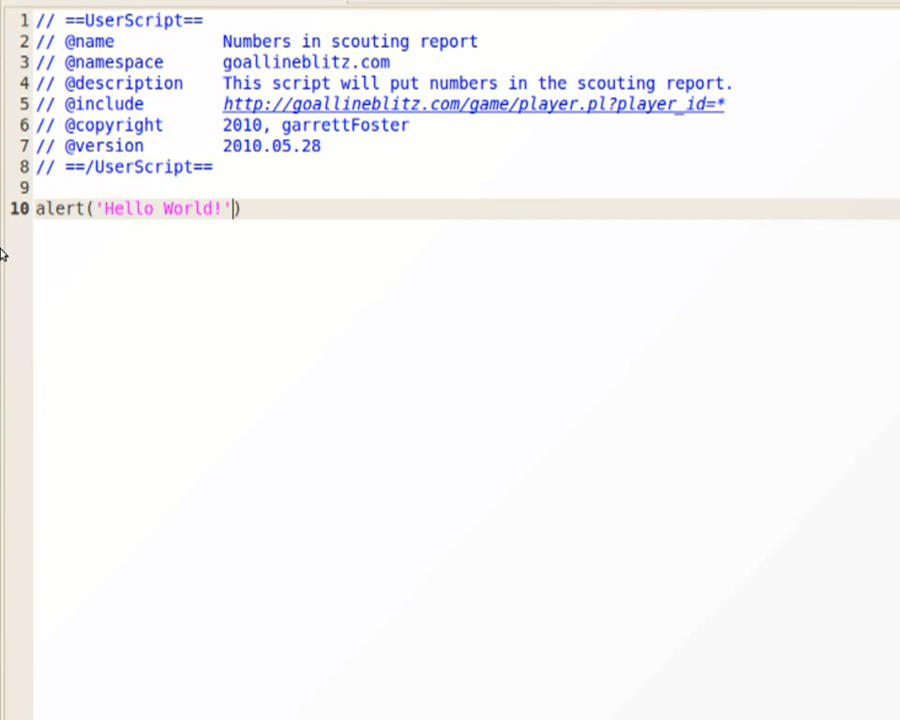 1 // ==UserScript==
2 // @name Numbers in scouting report
3 // @namespace goallineblitz.com
4 // @description This script will put numbers in the scouting report.
5 // @include http://goallineblitz.com/game/player.pl?player_id=*
6 // @copyright 2010, garrettFoster
7 // @version 2010.05.28
8 // ==/UserScript==
9
10 alert('Hello World!')